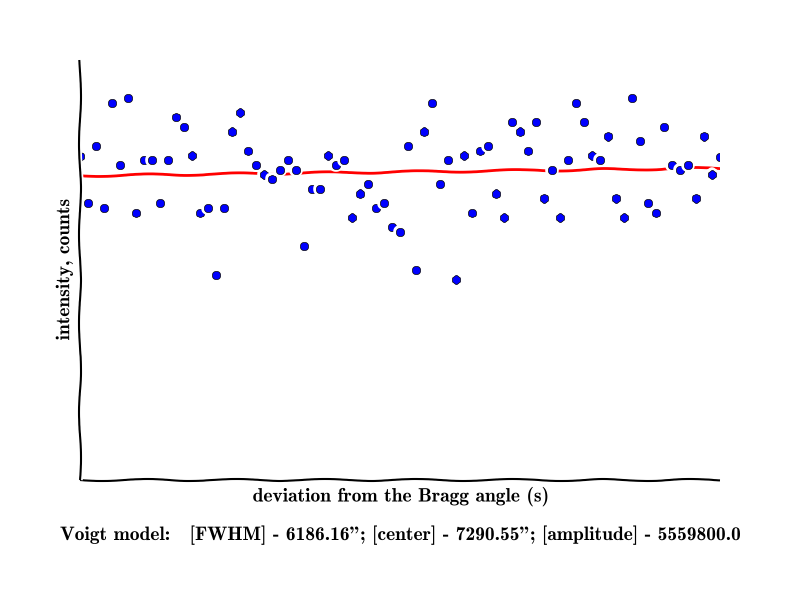 intensity, counts
deviation from the Bragg angle (s)
Voigt model: [FWHM] - 6186.16”; [center] - 7290.55”; [amplitude] - 5559800.0